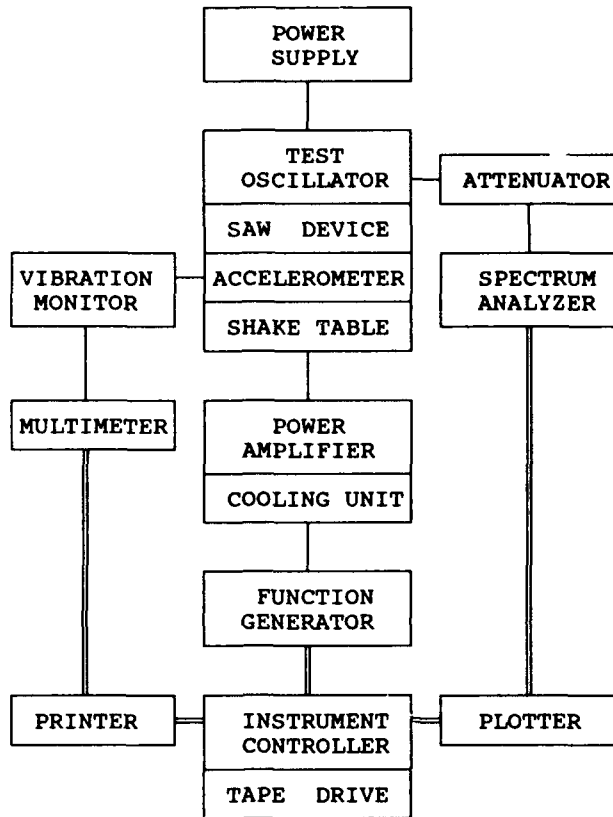 POWER
SUPPLY
TEST
OSCILLATOR
ATTENUATOR
SAW DEVICE
VIBRATION
MONITOR
ACCELEROMETER
SPECTRUM
ANALYZER
SHAKE TABLE
MULTIMETER
POWER
AMPLIFIER
COOLING UNIT
FUNCTION
GENERATOR
PRINTER
INSTRUMENT
CONTROLLER
PLOTTER
TAPE DRIVE